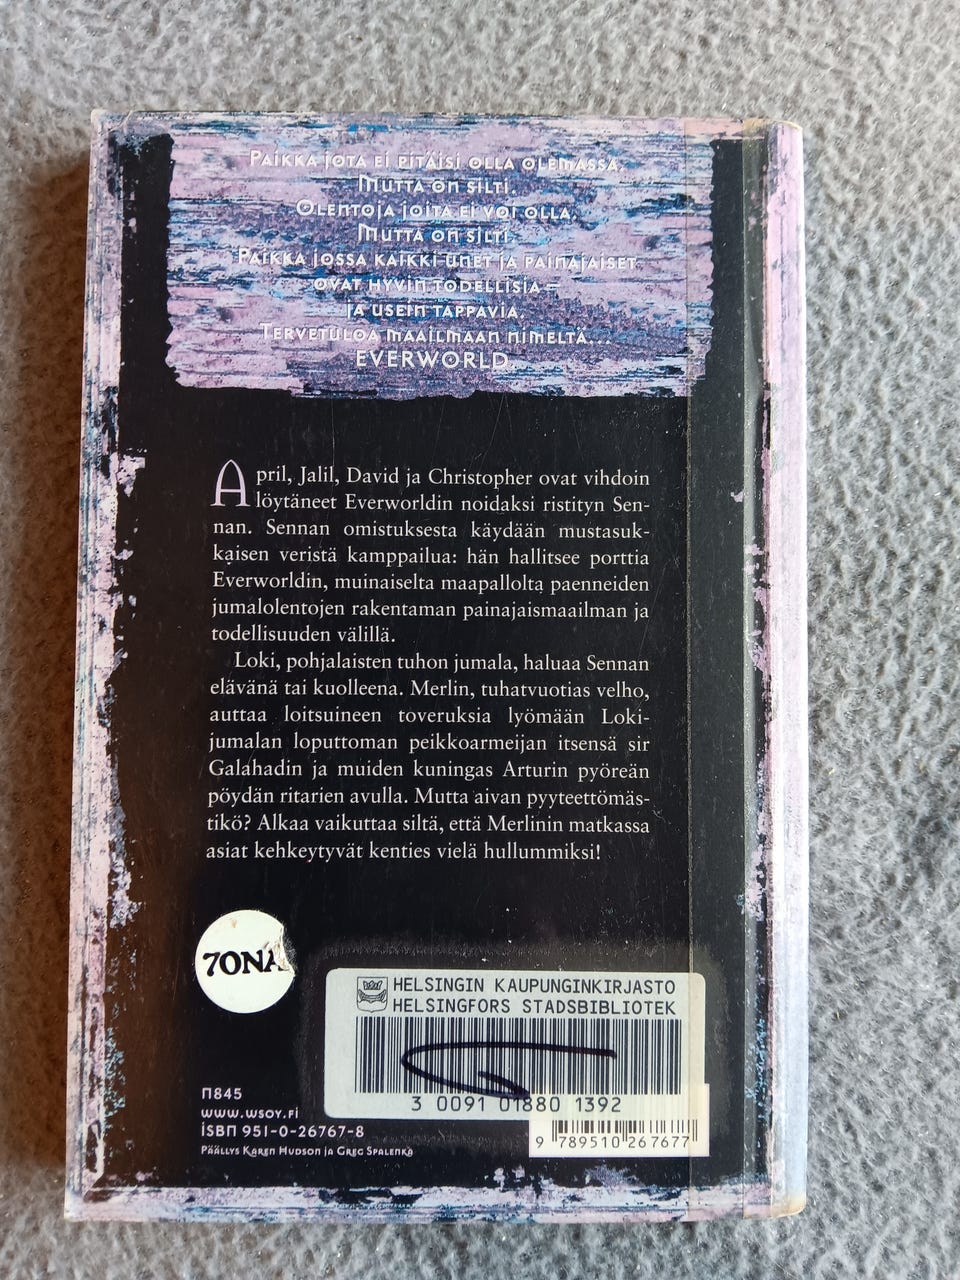 PAIKKA JOTA EI PITÄISI OLLA OLEMASSA.
MUTTA ON SILTI.
OLENTOJA JOITA EI VOI OLLA.
MUTTA ON SILTI.
PAIKKA JOSSA KAIKKI UNET JA PAINAJAISET
OVAT HYVIN TODELLISIA –
JA USEIN TAPPAVIA.
TERVETULOA MAAILMAAN NIMELTÄ...
EVERWORLD.
April, Jalil, David ja Christopher ovat vihdoin
löytäneet Everworldin noidaksi ristityn Sen-
nan. Sennan omistuksesta käydään mustasuk-
kaisen veristä kamppailua: hän hallitsee porttia
Everworldin, muinaiselta maapallolta paenneiden
jumalolentojen rakentaman painajaismaailman ja
todellisuuden välillä.
Loki, pohjalaisten tuhon jumala, haluaa Sennan
elävänä tai kuolleena. Merlin, tuhatvuotias velho,
auttaa loitsuineen toveruksia lyömään Loki-
jumalan loputtoman peikkoarmeijan itsensä sir
Galahadin ja muiden kuningas Arturin pyöreän
pöydän ritarien avulla. Mutta aivan pyyteettömäs-
tikö? Alkaa vaikuttaa siltä, että Merlinin matkassa
asiat kehkeytyvät kenties vielä hullummiksi!
7ONA
HELSINGIN KAUPUNGINKIRJASTO
HELSINGFORS STADSBIBLIOTEK
3 0091 01880 1392
N845
WWW.WSOY.FI
ISBN 951-0-26767-8
PÄÄLLYS KAREN HUDSON JA GREG SPALENKA
9 789510 267677